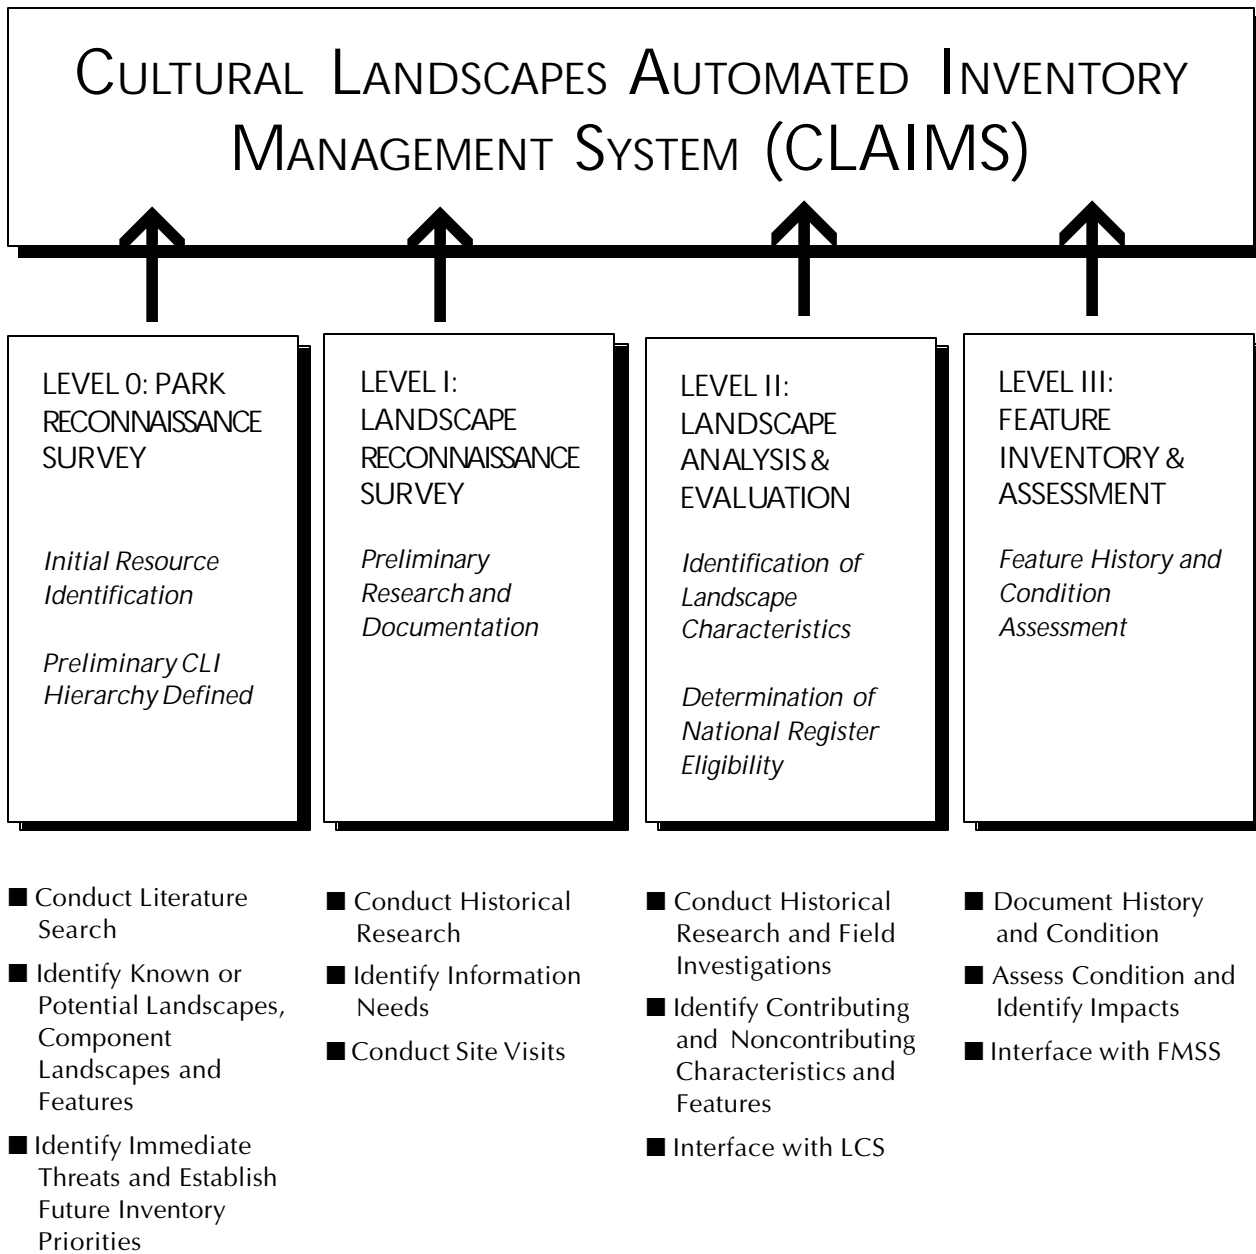 CULTURAL LANDSCAPES AUTOMATED INVENTORY
MANAGEMENT SYSTEM (CLAIMS)
LEVEL 0: PARK
RECONNAISSANCE
SURVEY
Initial Resource
Identification
Preliminary CLI
Hierarchy Defined
LEVEL I:
LANDSCAPE
RECONNAISSANCE
SURVEY
Preliminary
Research and
Documentation
LEVEL II:
LANDSCAPE
ANALYSIS &
EVALUATION
Identification of
Landscape
Characteristics
Determination of
National Register
Eligibility
LEVEL III:
FEATURE
INVENTORY &
ASSESSMENT
Feature History and
Condition
Assessment
■ Conduct Literature
Search
■ Identify Known or
Potential Landscapes,
Component
Landscapes and
Features
■ Identify Immediate
Threats and Establish
Future Inventory
Priorities
■ Conduct Historical
Research
■ Identify Information
Needs
■ Conduct Site Visits
■ Conduct Historical
Research and Field
Investigations
■ Identify Contributing
and Noncontributing
Characteristics and
Features
■ Interface with LCS
■ Document History
and Condition
■ Assess Condition and
Identify Impacts
■ Interface with FMSS